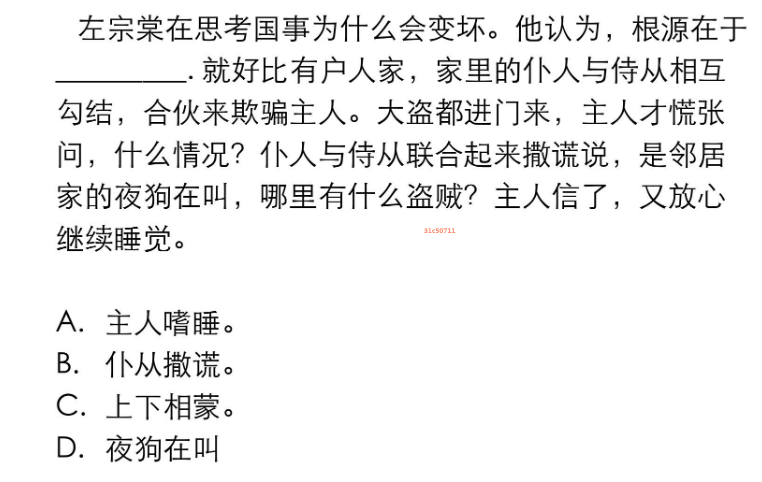 左宗棠在思考国事为什么会变坏。他认为，根源在于
_________. 就好比有户人家，家里的仆人与侍从相互
勾结，合伙来欺骗主人。大盗都进门来，主人才慌张
问，什么情况？仆人与侍从联合起来撒谎说，是邻居
家的夜狗在叫，哪里有什么盗贼？主人信了，又放心
继续睡觉。
31c50711
A. 主人嗜睡。
B. 仆从撒谎。
C. 上下相蒙。
D. 夜狗在叫